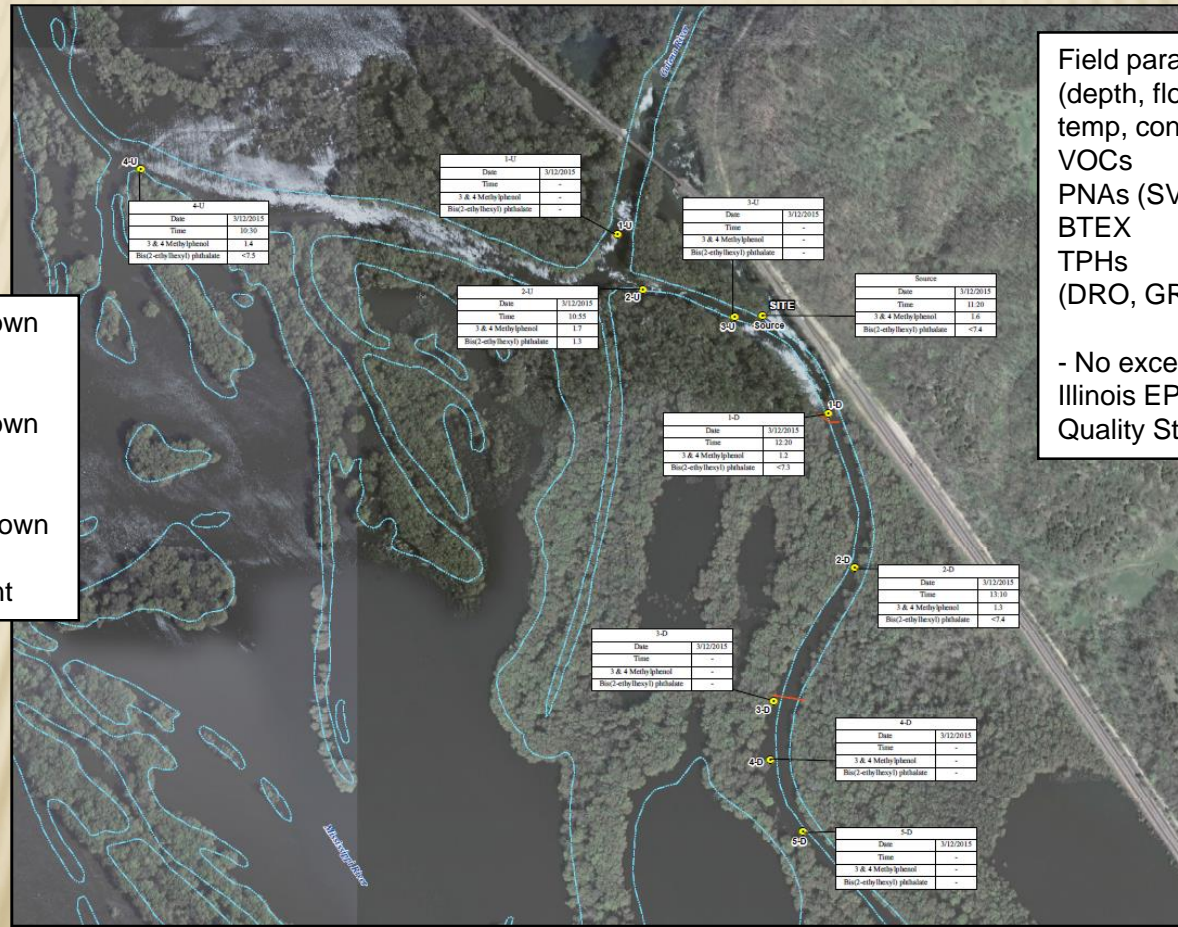 Galena River
4-U
4-U
Date 3/12/2015
Time 10:30
3 & 4 Methylphenol 1.4
Bis(2-ethylhexyl) phthalate <7.5
1-U
Date 3/12/2015
Time -
3 & 4 Methylphenol -
Bis(2-ethylhexyl) phthalate -
1-U
3-U
Date 3/12/2015
Time -
3 & 4 Methylphenol -
Bis(2-ethylhexyl) phthalate -
2-U
Date 3/12/2015
Time 10:55
3 & 4 Methylphenol 1.7
Bis(2-ethylhexyl) phthalate 1.3
2-U
3-U
SITE
Source
Source
Date 3/12/2015
Time 11:20
3 & 4 Methylphenol 1.6
Bis(2-ethylhexyl) phthalate <7.4
1-D
Date 3/12/2015
Time 12:20
3 & 4 Methylphenol 1.2
Bis(2-ethylhexyl) phthalate <7.3
1-D
2-D
2-D
Date 3/12/2015
Time 13:10
3 & 4 Methylphenol 1.3
Bis(2-ethylhexyl) phthalate <7.4
3-D
Date 3/12/2015
Time -
3 & 4 Methylphenol -
Bis(2-ethylhexyl) phthalate -
3-D
4-D
4-D
Date 3/12/2015
Time -
3 & 4 Methylphenol -
Bis(2-ethylhexyl) phthalate -
5-D
5-D
Date 3/12/2015
Time -
3 & 4 Methylphenol -
Bis(2-ethylhexyl) phthalate -
Mississippi River
own
own
own
nt
Field para
(depth, flo
temp, con
VOCs
PNAs (SV
BTEX
TPHs
(DRO, GR
- No exce
Illinois EP
Quality St